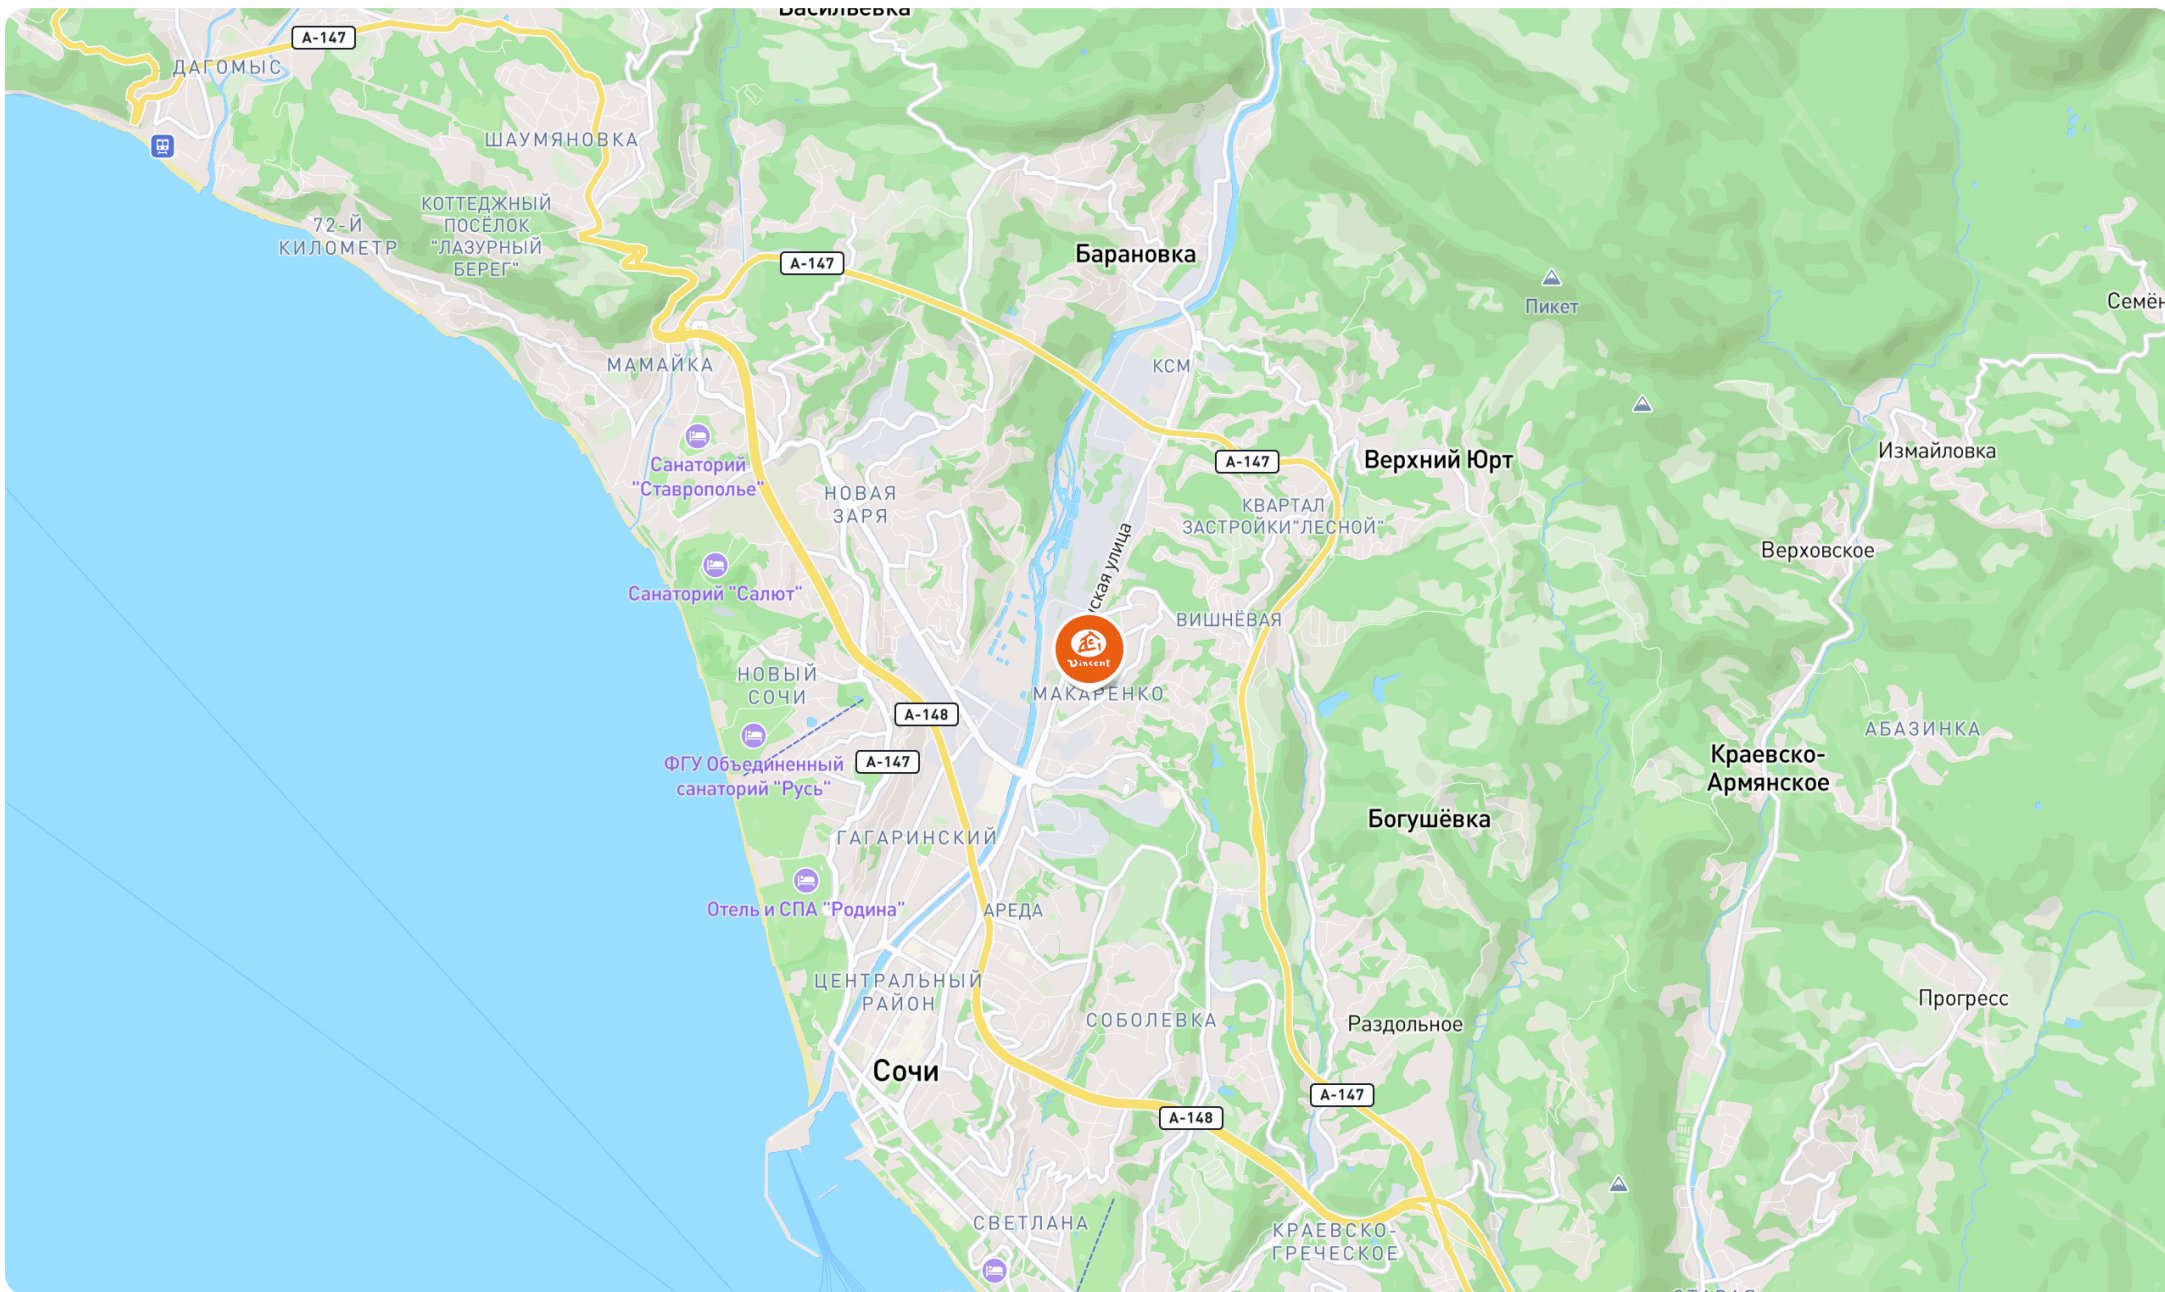 Васильевка
А-147
ДАГОМЫС
ШАУМЯНОВКА
КОТТЕДЖНЫЙ
ПОСЁЛОК
"ЛАЗУРНЫЙ
БЕРЕГ"
72-Й
КИЛОМЕТР
А-147
Барановка
Пикет
Семён
МАМАЙКА
КСМ
Санаторий
"Ставрополье"
НОВАЯ
ЗАРЯ
А-147
Верхний Юрт
Измайловка
КВАРТАЛ
ЗАСТРОЙКИ"ЛЕСНОЙ"
ская улица
Верховское
Санаторий "Салют"
ВИШНЁВАЯ
Vincent
МАКАРЕНКО
НОВЫЙ
СОЧИ
А-148
А-147
ФГУ Объединенный
санаторий "Русь"
АБАЗИНКА
Краевско-
Армянское
Богушёвка
ГАГАРИНСКИЙ
Отель и СПА "Родина"
АРЕДА
ЦЕНТРАЛЬНЫЙ
РАЙОН
СОБОЛЕВКА
Раздольное
Прогресс
Сочи
А-147
А-148
СВЕТЛАНА
КРАЕВСКО-
ГРЕЧЕСКОЕ
СТАРАЯ